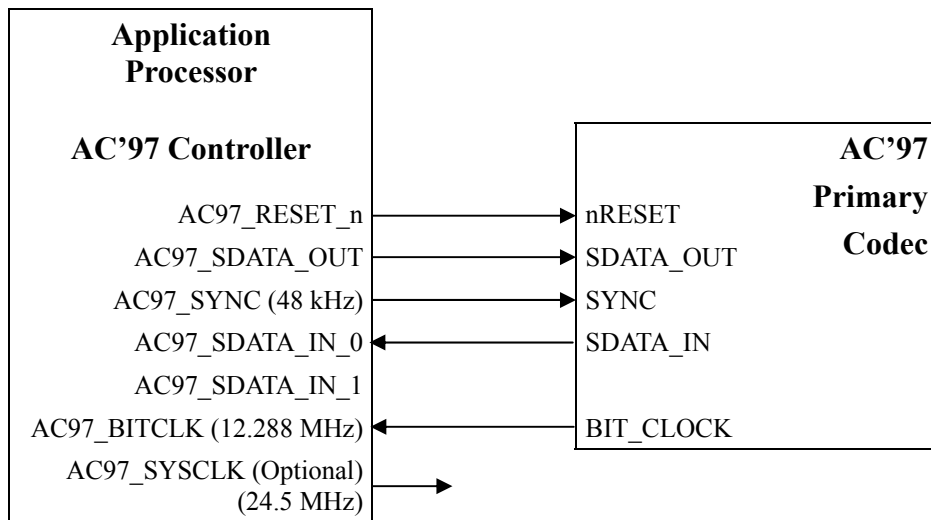 Application
Processor
AC’97 Controller
AC97_RESET_n
AC97_SDATA_OUT
AC97_SYNC (48 kHz)
AC97_SDATA_IN_0
AC97_SDATA_IN_1
AC97_BITCLK (12.288 MHz)
AC97_SYSCLK (Optional)
(24.5 MHz)
AC’97
Primary
Codec
nRESET
SDATA_OUT
SYNC
SDATA_IN
BIT_CLOCK